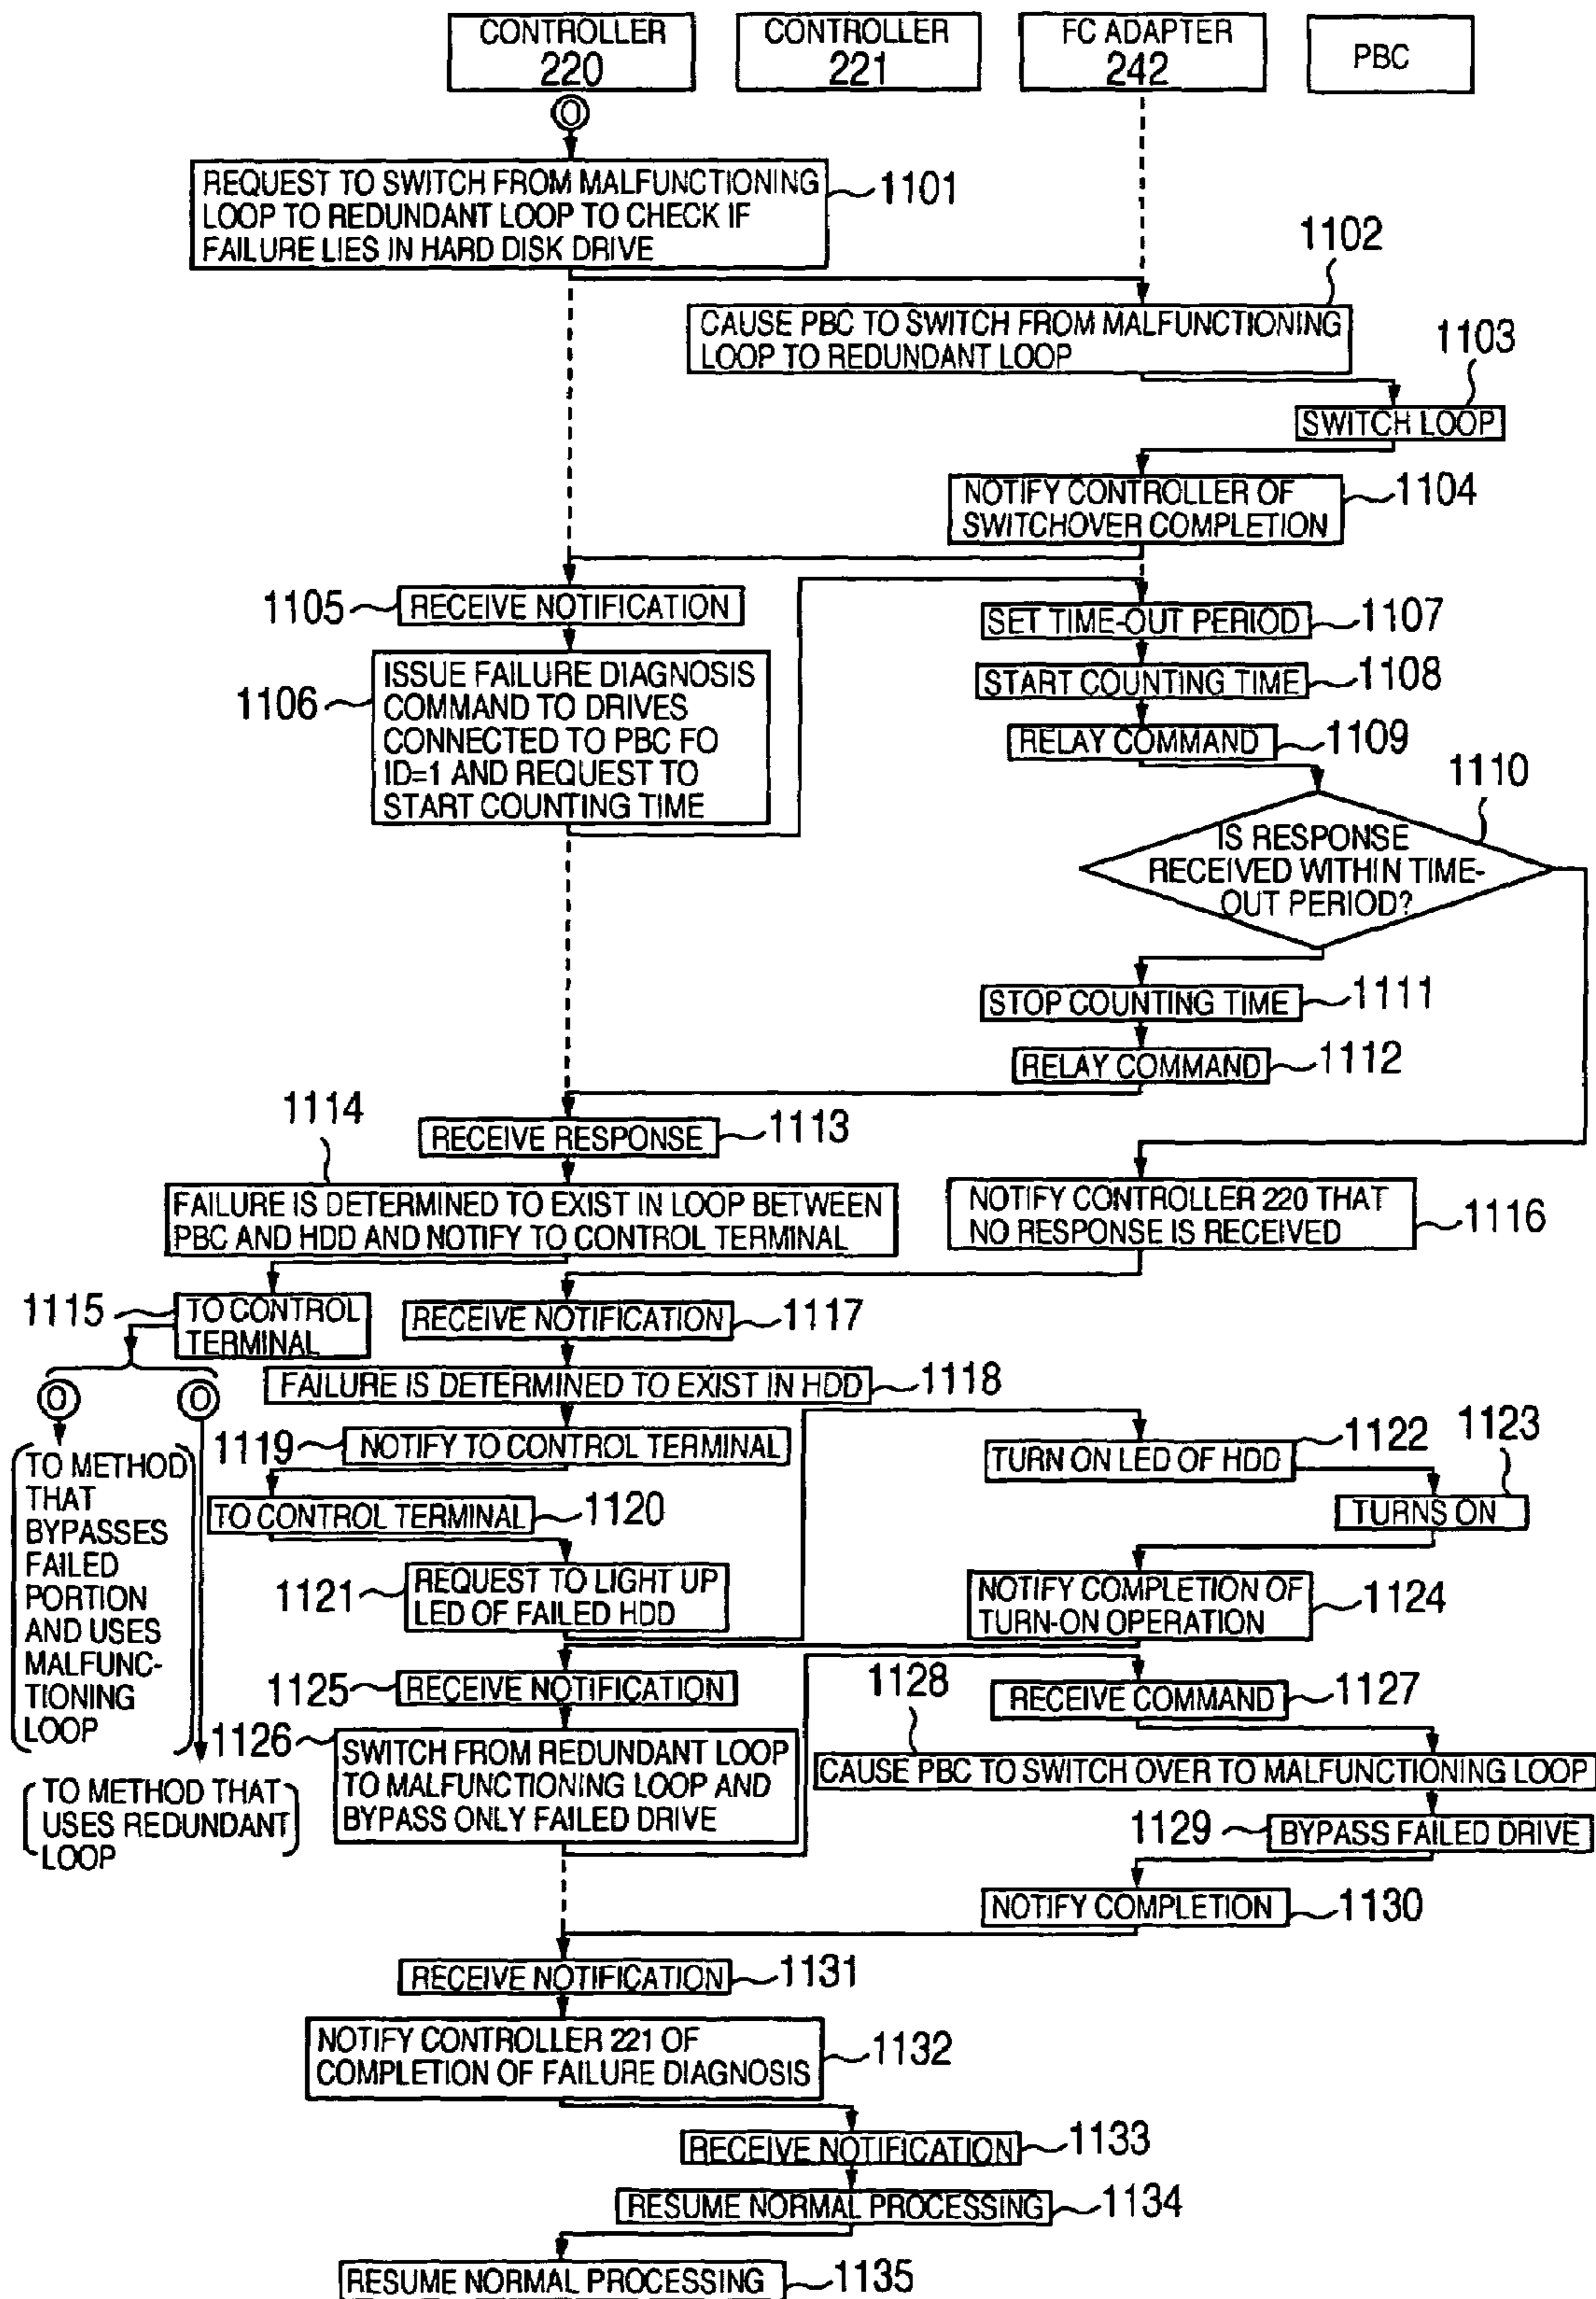 CONTROLLER
220
CONTROLLER
221
FC ADAPTER
242
PBC
O
REQUEST TO SWITCH FROM MALFUNCTIONING
LOOP TO REDUNDANT LOOP TO CHECK IF
FAILURE LIES IN HARD DISK DRIVE
1101
1102
CAUSE PBC TO SWITCH FROM MALFUNCTIONING
LOOP TO REDUNDANT LOOP
1103
SWITCH LOOP
NOTIFY CONTROLLER OF
SWITCHOVER COMPLETION
1104
1105
RECEIVE NOTIFICATION
SET TIME-OUT PERIOD
1107
1106
ISSUE FAILURE DIAGNOSIS
COMMAND TO DRIVES
CONNECTED TO PBC FO
ID=1 AND REQUEST TO
START COUNTING TIME
START COUNTING TIME
1108
RELAY COMMAND
1109
1110
IS RESPONSE
RECEIVED WITHIN TIME-
OUT PERIOD?
STOP COUNTING TIME
1111
RELAY COMMAND
1112
1114
RECEIVE RESPONSE
1113
FAILURE IS DETERMINED TO EXIST IN LOOP BETWEEN
PBC AND HDD AND NOTIFY TO CONTROL TERMINAL
NOTIFY CONTROLLER 220 THAT
NO RESPONSE IS RECEIVED
1116
1115
TO CONTROL
TERMINAL
RECEIVE NOTIFICATION
1117
O
O
FAILURE IS DETERMINED TO EXIST IN HDD
1118
1119
NOTIFY TO CONTROL TERMINAL
TURN ON LED OF HDD
1122
1123
TO METHOD
THAT
BYPASSES
FAILED
PORTION
AND USES
MALFUNC-
TIONING
LOOP
TO CONTROL TERMINAL
1120
TURNS ON
1121
REQUEST TO LIGHT UP
LED OF FAILED HDD
NOTIFY COMPLETION OF
TURN-ON OPERATION
1124
1125
RECEIVE NOTIFICATION
1128
RECEIVE COMMAND
1127
1126
SWITCH FROM REDUNDANT LOOP
TO MALFUNCTIONING LOOP AND
BYPASS ONLY FAILED DRIVE
CAUSE PBC TO SWITCH OVER TO MALFUNCTIONING LOOP
TO METHOD THAT
USES REDUNDANT
LOOP
1129
BYPASS FAILED DRIVE
NOTIFY COMPLETION
1130
RECEIVE NOTIFICATION
1131
NOTIFY CONTROLLER 221 OF
COMPLETION OF FAILURE DIAGNOSIS
1132
RECEIVE NOTIFICATION
1133
RESUME NORMAL PROCESSING
1134
RESUME NORMAL PROCESSING
1135